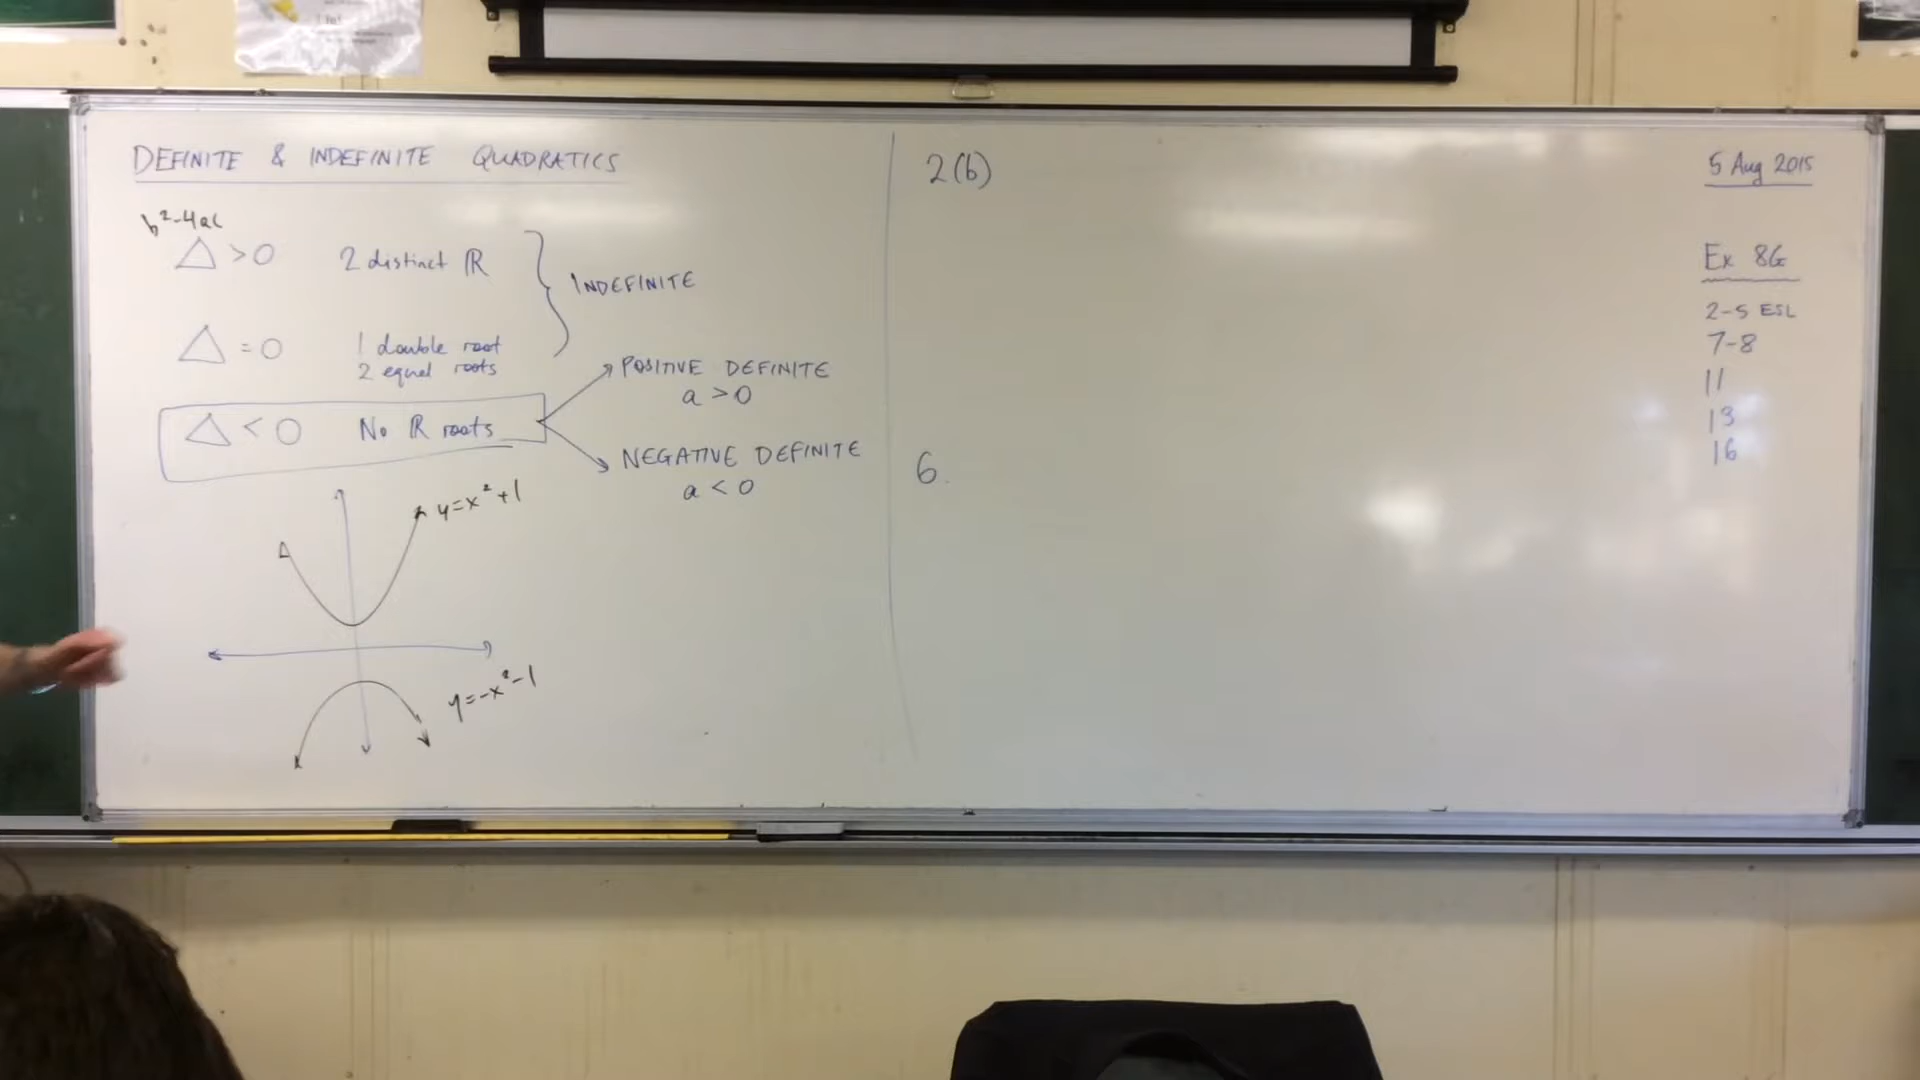 DEFINITE & INDEFINITE QUADRATICS
b²-4ac
△ > 0 2 distinct ℝ
INDEFINITE
△ = 0 1 double root
2 equal roots
△ < 0 No ℝ roots
POSITIVE DEFINITE
a > 0
NEGATIVE DEFINITE
a < 0
y=x²+1
y=-x²-1
2(b)
6.
5 Aug 2015
Ex 8G
2-5 ESL
7-8
11
13
16